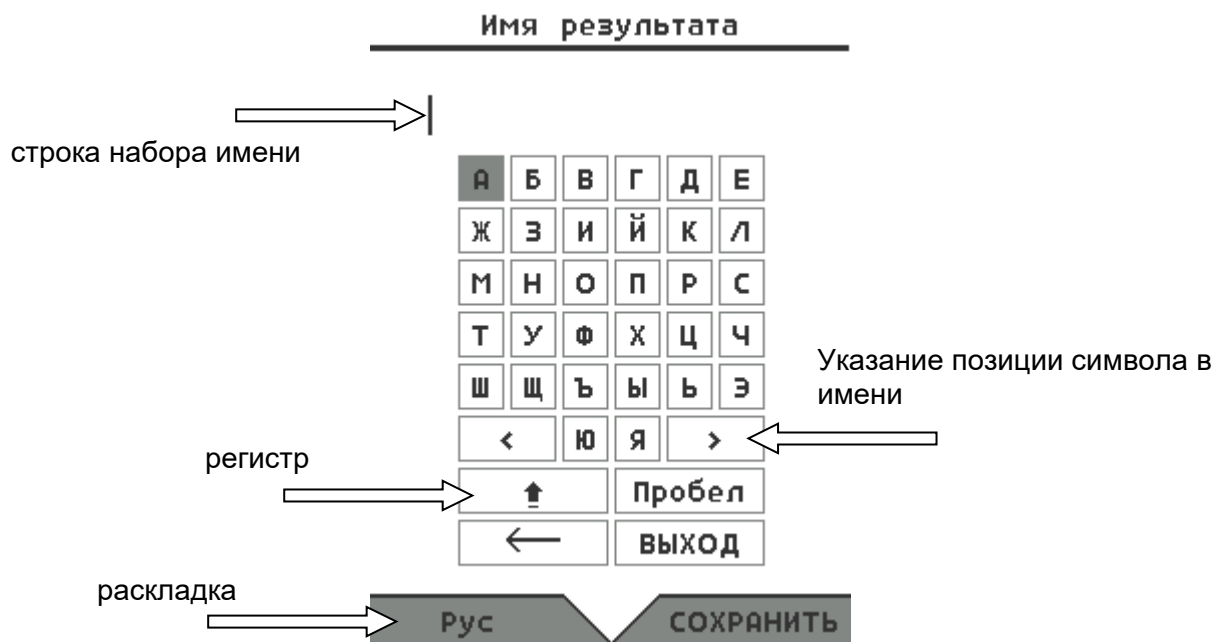 Имя результата
строка набора имени
А Б В Г Д Е
Ж З И Й К Л
М Н О П Р С
Т У Ф Х Ц Ч
Ш Щ Ъ Ы Ь Э
Указание позиции символа в
имени
< Ю Я >
регистр
Пробел
ВЫХОД
раскладка
Рус СОХРАНИТЬ